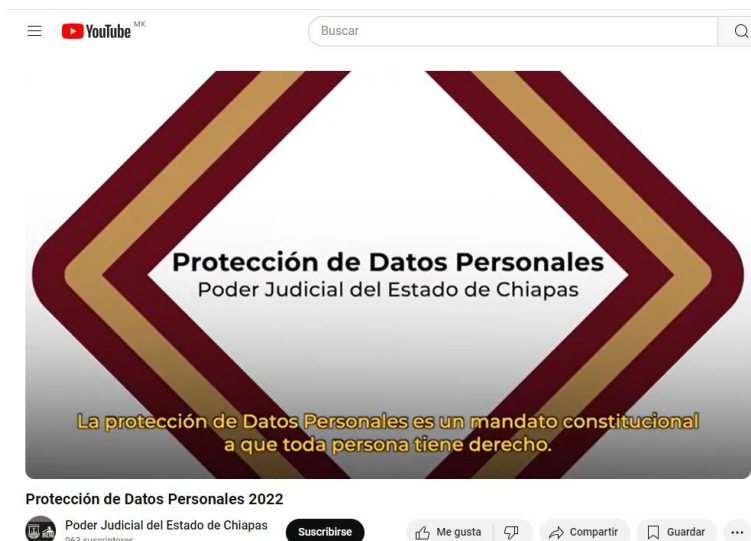 YouTube MX
Buscar
Protección de Datos Personales
Poder Judicial del Estado de Chiapas
La protección de Datos Personales es un mandato constitucional
a que toda persona tiene derecho.
Protección de Datos Personales 2022
Poder Judicial del Estado de Chiapas
963 suscriptores
Suscribirse
Me gusta
Compartir
Guardar